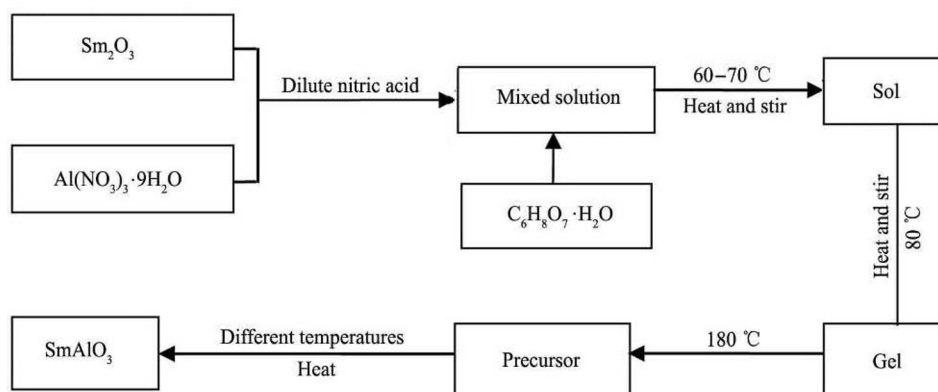 Sm₂O₃
Dilute nitric acid
Al(NO₃)₃·9H₂O
Mixed solution
C₆H₈O₇·H₂O
60–70 ℃
Heat and stir
Sol
Heat and stir
80 ℃
Gel
180 ℃
Precursor
Different temperatures
Heat
SmAlO₃